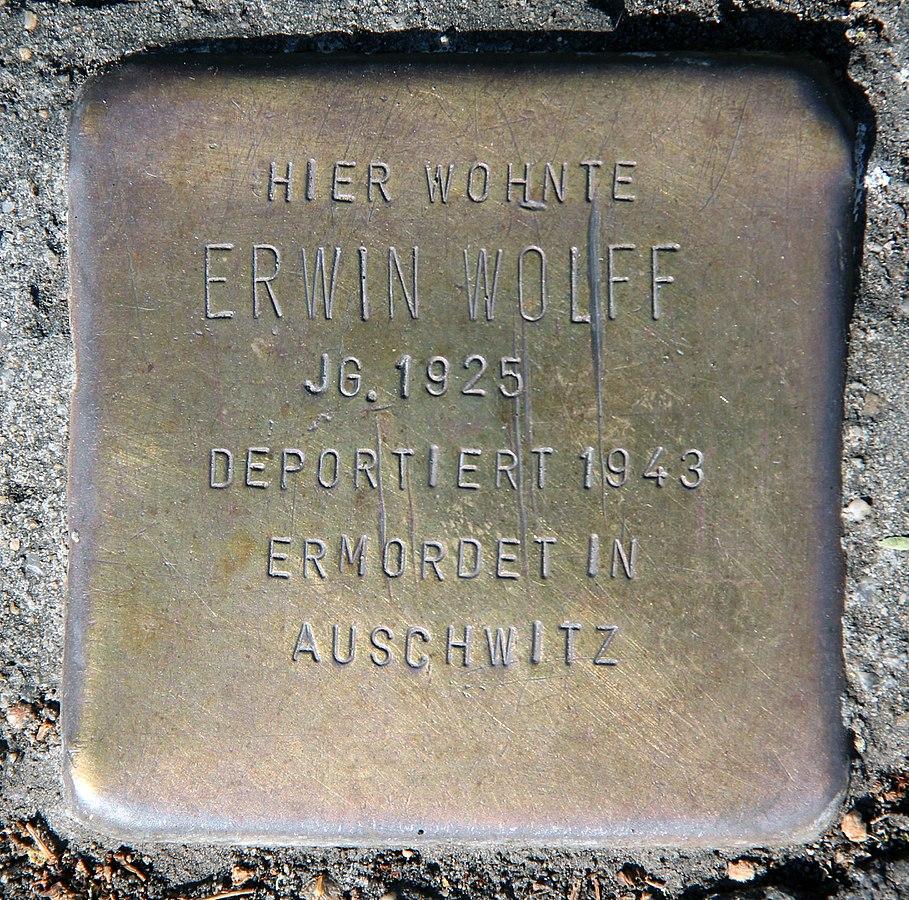 HIER WOHNTE
ERWIN WOLFF
JG. 1925
DEPORTIERT 1943
ERMORDET IN
AUSCHWITZ